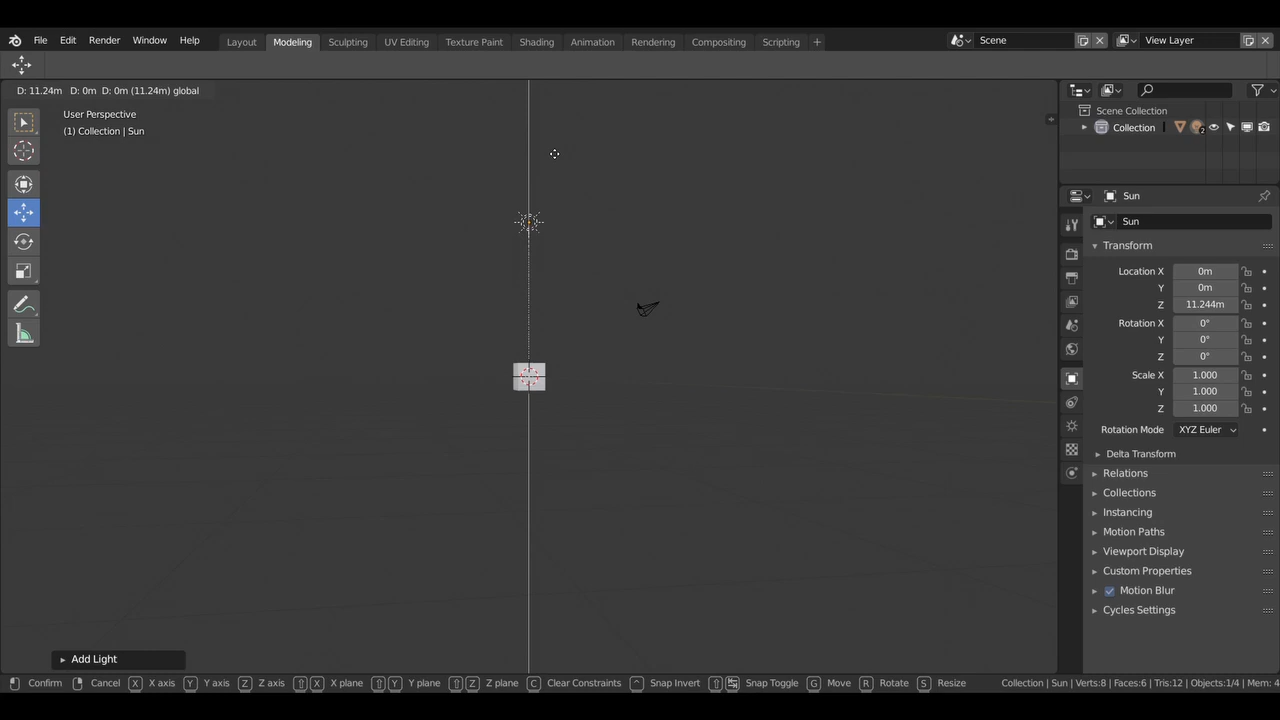 File Edit Render Window Help Layout Modeling Sculpting UV Editing Texture Paint Shading Animation Rendering Compositing Scripting + Scene View Layer
D: 11.24m D: 0m D: 0m (11.24m) global
User Perspective
(1) Collection | Sun
Scene Collection
Collection 2
Sun
Sun
Transform
Location X 0m
Y 0m
Z 11.244m
Rotation X 0°
Y 0°
Z 0°
Scale X 1.000
Y 1.000
Z 1.000
Rotation Mode XYZ Euler
Delta Transform
Relations
Collections
Instancing
Motion Paths
Viewport Display
Custom Properties
Motion Blur
Cycles Settings
Add Light
Confirm Cancel X X axis Y Y axis Z Z axis X X plane Y Y plane Z Z plane C Clear Constraints Snap Invert Snap Toggle G Move R Rotate S Resize Collection | Sun | Verts:8 | Faces:6 | Tris:12 | Objects:1/4 | Mem: 4